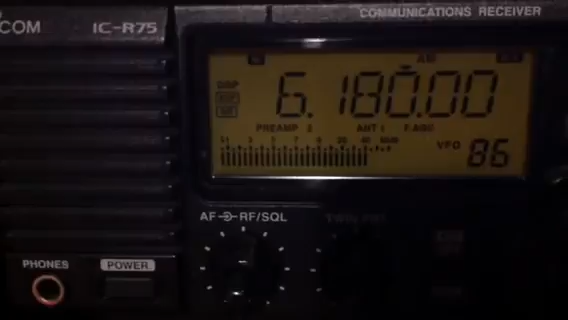 COM IC-R75
COMMUNICATIONS RECEIVER
AM
DSP
6.180.00
PREAMP 2 ANT 1 F.AGC
S1 3 5 7 9 20 40 60dB
VFO 86
AF RF/SQL
PHONES
POWER